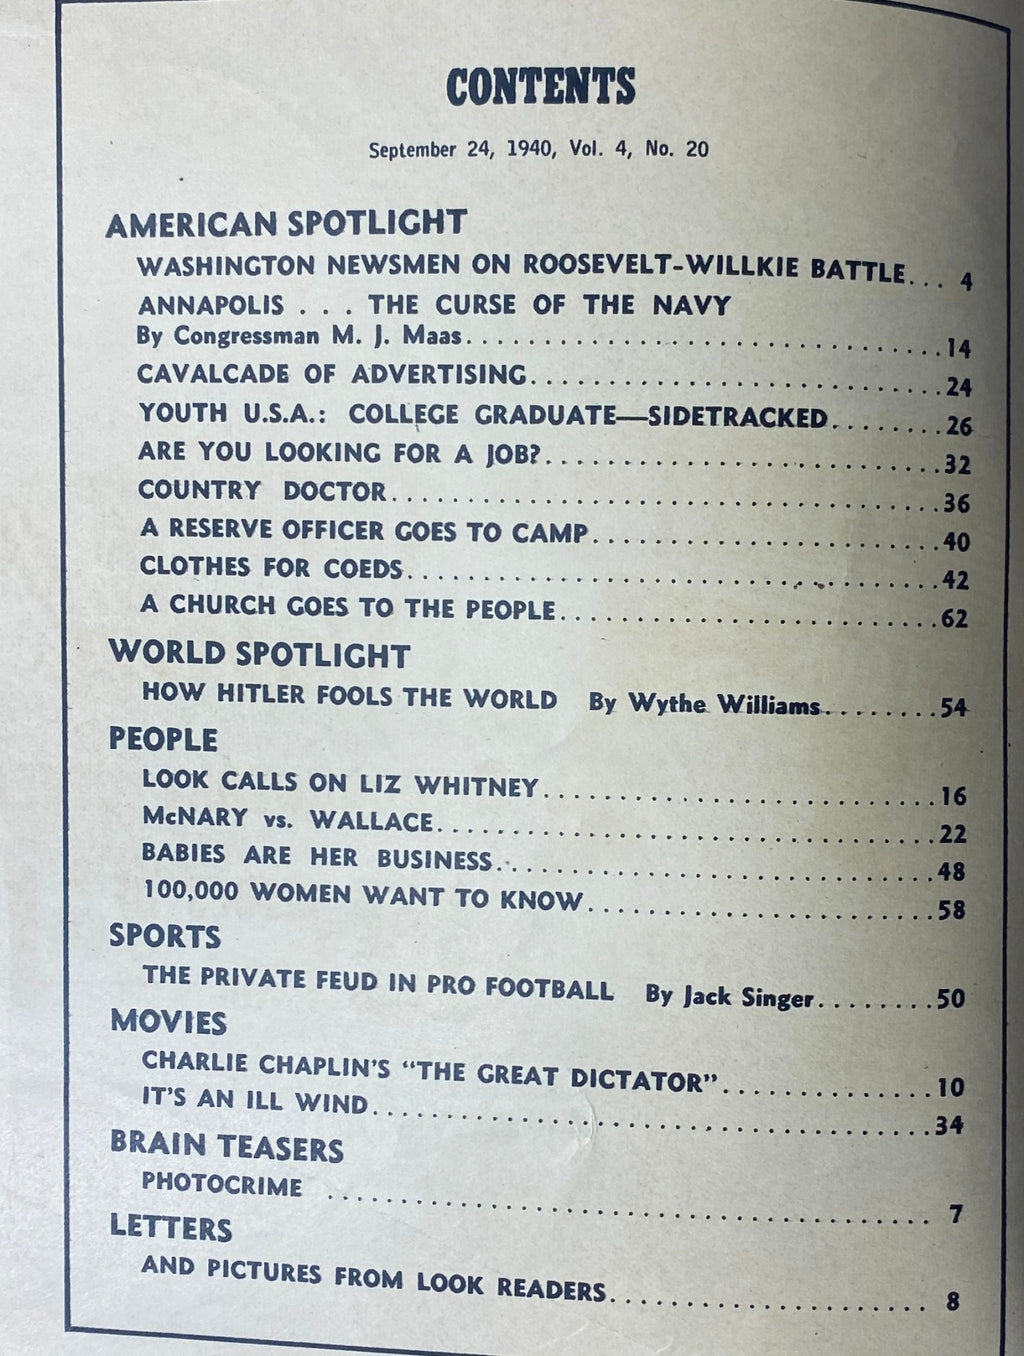 CONTENTS
September 24, 1940, Vol. 4, No. 20
AMERICAN SPOTLIGHT
WASHINGTON NEWSMEN ON ROOSEVELT-WILLKIE BATTLE... 4
ANNAPOLIS . . . THE CURSE OF THE NAVY
By Congressman M. J. Maas..............................14
CAVALCADE OF ADVERTISING..........................24
YOUTH U.S.A.: COLLEGE GRADUATE—SIDETRACKED.......26
ARE YOU LOOKING FOR A JOB?.........................32
COUNTRY DOCTOR...................................36
A RESERVE OFFICER GOES TO CAMP......................40
CLOTHES FOR COEDS..................................42
A CHURCH GOES TO THE PEOPLE........................62
WORLD SPOTLIGHT
HOW HITLER FOOLS THE WORLD By Wythe Williams........54
PEOPLE
LOOK CALLS ON LIZ WHITNEY.........................16
McNARY vs. WALLACE................................22
BABIES ARE HER BUSINESS............................48
100,000 WOMEN WANT TO KNOW......................58
SPORTS
THE PRIVATE FEUD IN PRO FOOTBALL By Jack Singer........50
MOVIES
CHARLIE CHAPLIN'S "THE GREAT DICTATOR"..............10
IT'S AN ILL WIND....................................34
BRAIN TEASERS
PHOTOCRIME ...................................... 7
LETTERS
AND PICTURES FROM LOOK READERS..................... 8